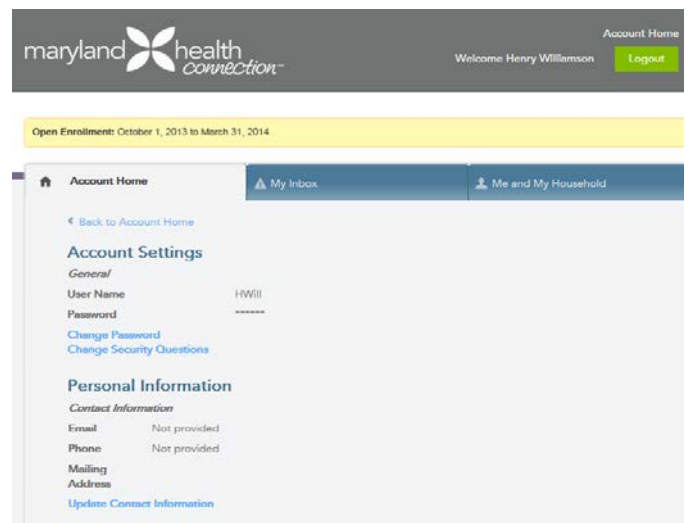 Account Home
maryland health
connection
Welcome Henry Williamson
Logout
Open Enrollment: October 1, 2013 to March 31, 2014
Account Home
My Inbox
Me and My Household
Back to Account Home
Account Settings
General
User Name HWill
Password ••••••
Change Password
Change Security Questions
Personal Information
Contact Information
Email Not provided
Phone Not provided
Mailing
Address
Update Contact Information